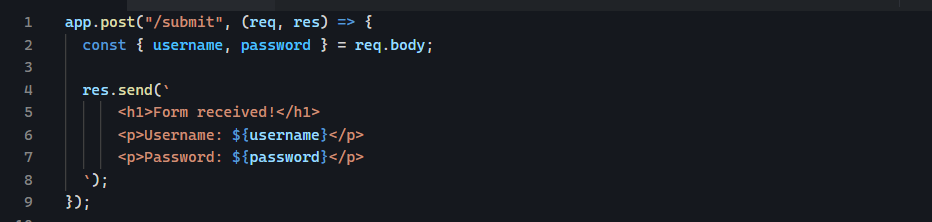 1 app.post("/submit", (req, res) => {
2 const { username, password } = req.body;
3
4 res.send(`
5 <h1>Form received!</h1>
6 <p>Username: ${username}</p>
7 <p>Password: ${password}</p>
8 `);
9 });